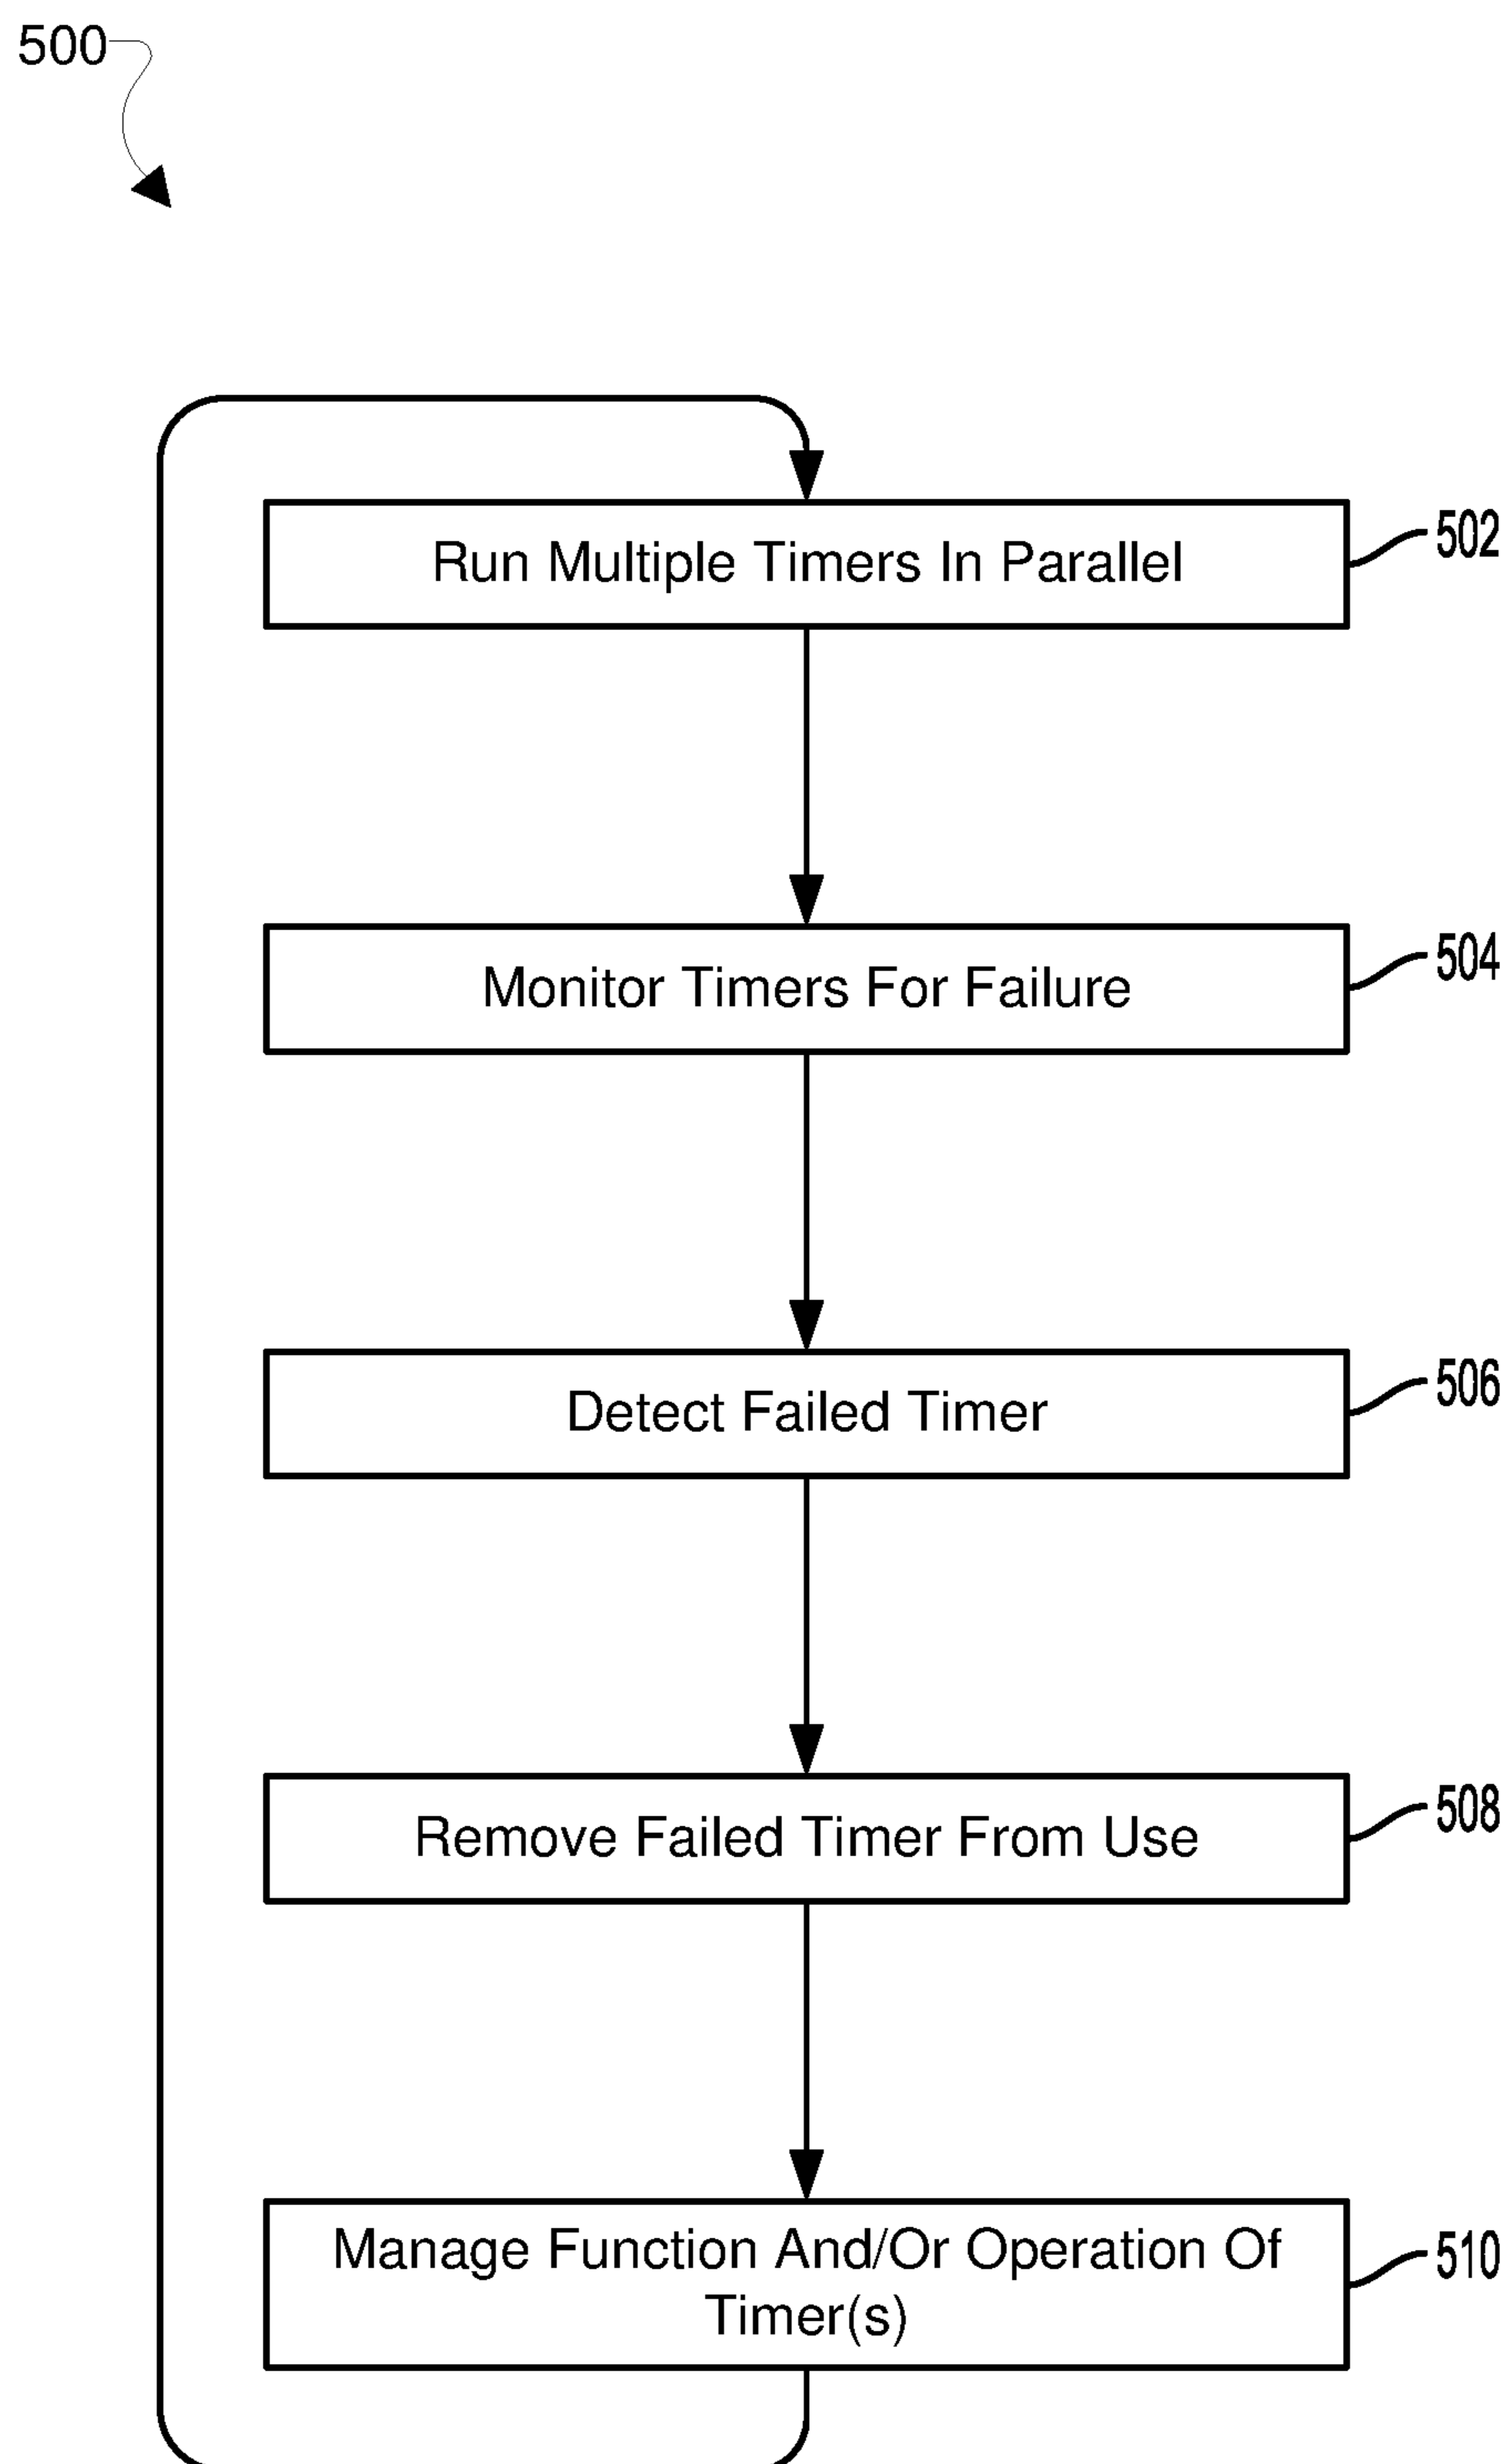 500
Run Multiple Timers In Parallel
502
Monitor Timers For Failure
504
Detect Failed Timer
506
Remove Failed Timer From Use
508
Manage Function And/Or Operation Of
Timer(s)
510